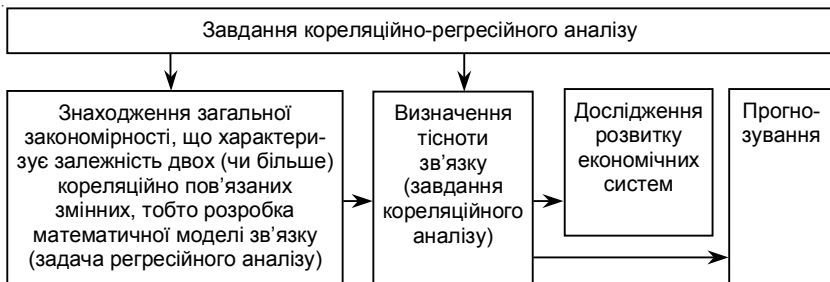 Завдання кореляційно-регресійного аналізу
Знаходження загальної
закономірності, що характери-
зує залежність двох (чи більше)
кореляційно пов’язаних
змінних, тобто розробка
математичної моделі зв’язку
(задача регресійного аналізу)
Визначення
тісноти
зв’язку
(завдання
кореляційного
аналізу)
Дослідження
розвитку
економічних
систем
Прогно-
зування